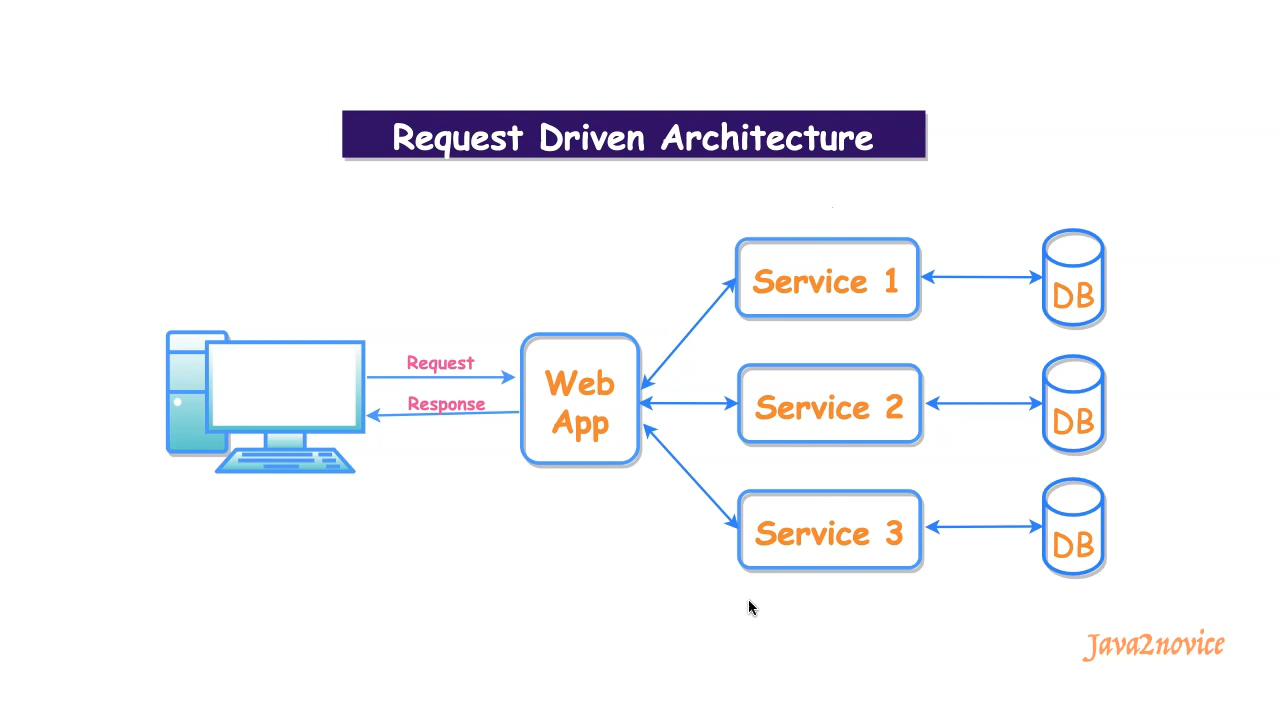 Request Driven Architecture
Service 1
DB
Request
Response
Web
App
Service 2
DB
Service 3
DB
Java2novice